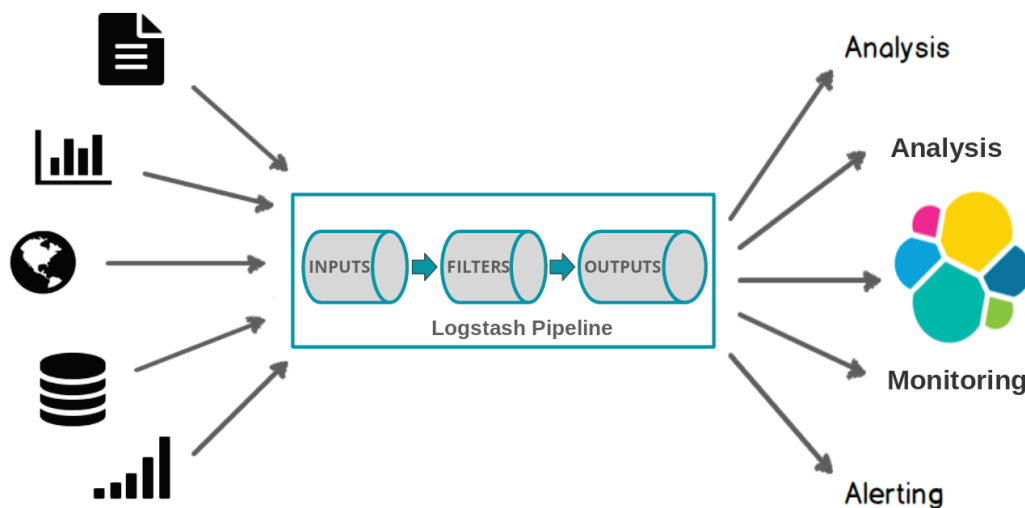 Analysis
Analysis
INPUTS
FILTERS
OUTPUTS
Logstash Pipeline
Monitoring
Alerting